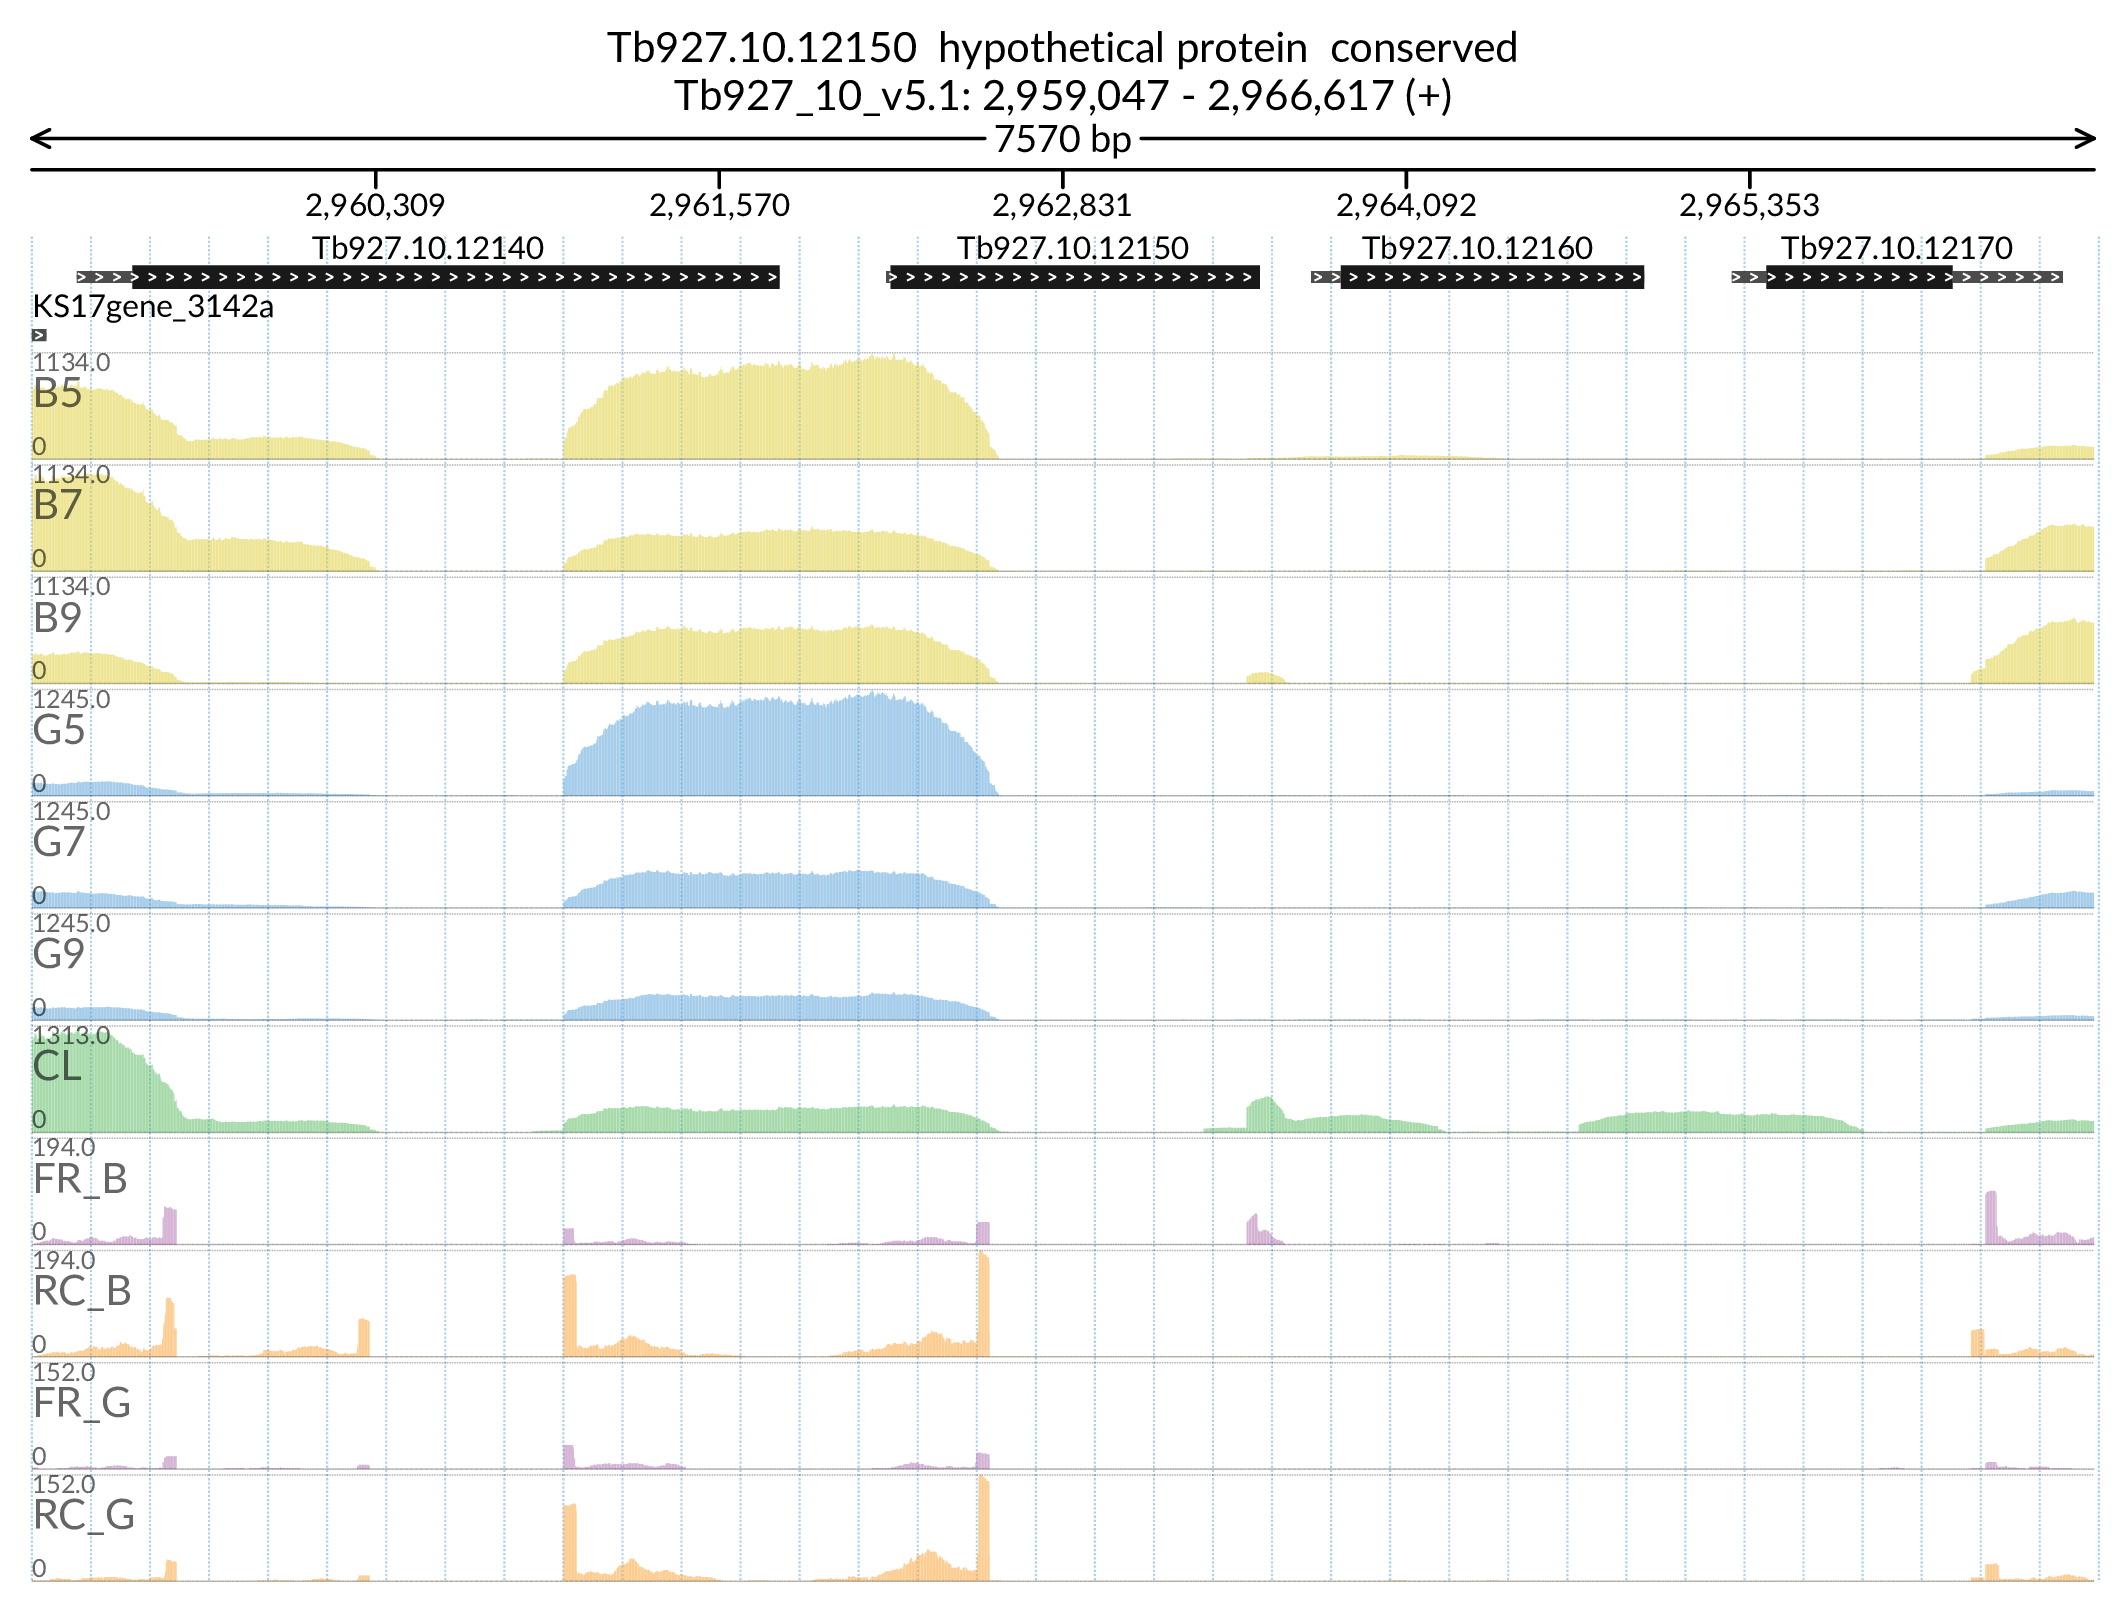 Tb927.10.12150 hypothetical protein conserved
Tb927_10_v5.1: 2,959,047 - 2,966,617 (+)
7570 bp
2,960,309 2,961,570 2,962,831 2,964,092 2,965,353
Tb927.10.12140 Tb927.10.12150 Tb927.10.12160 Tb927.10.12170
KS17gene_3142a
1134.0
B5
0
1134.0
B7
0
1134.0
B9
0
1245.0
G5
0
1245.0
G7
0
1245.0
G9
0
1313.0
CL
0
194.0
FR_B
0
194.0
RC_B
0
152.0
FR_G
0
152.0
RC_G
0